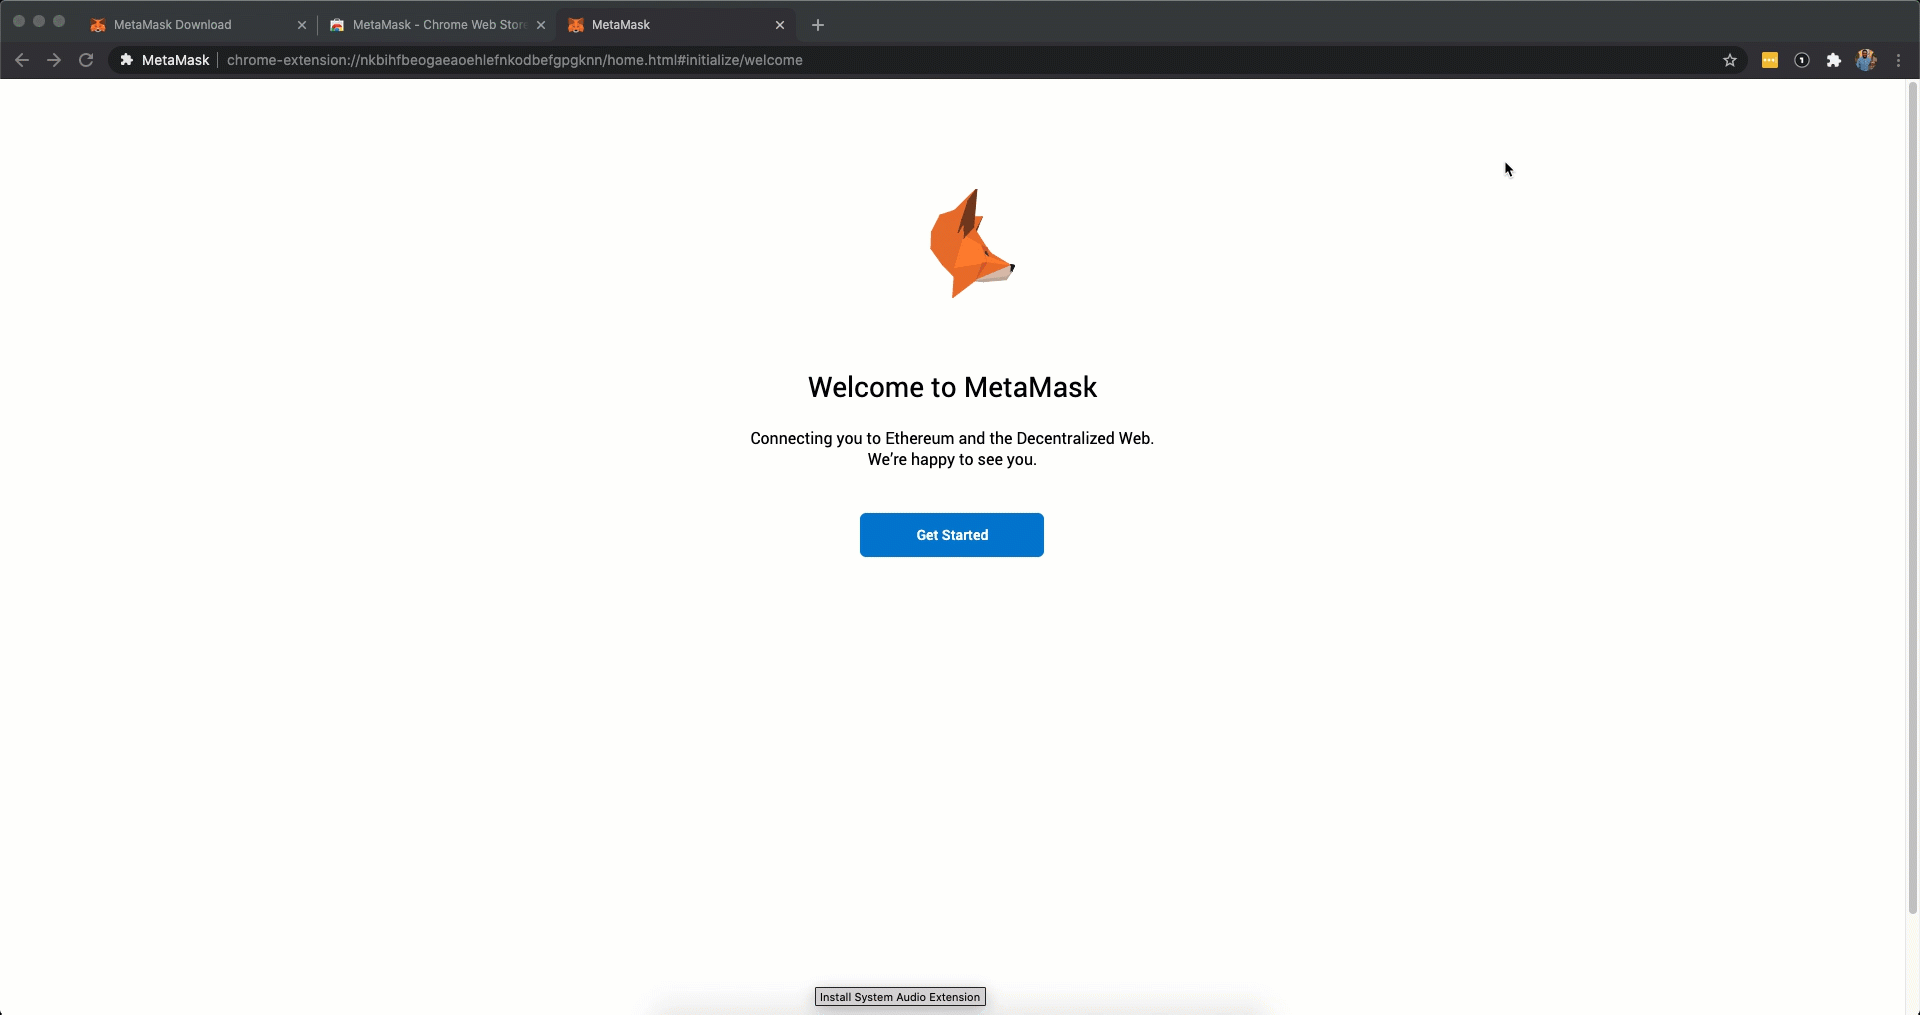 MetaMask Download
MetaMask - Chrome Web Store
MetaMask
MetaMask
chrome-extension://nkbihfbeogaeaoehlefnkodbefgpgknn/home.html#initialize/welcome
1
Welcome to MetaMask
Connecting you to Ethereum and the Decentralized Web.
We’re happy to see you.
Get Started
Install System Audio Extension